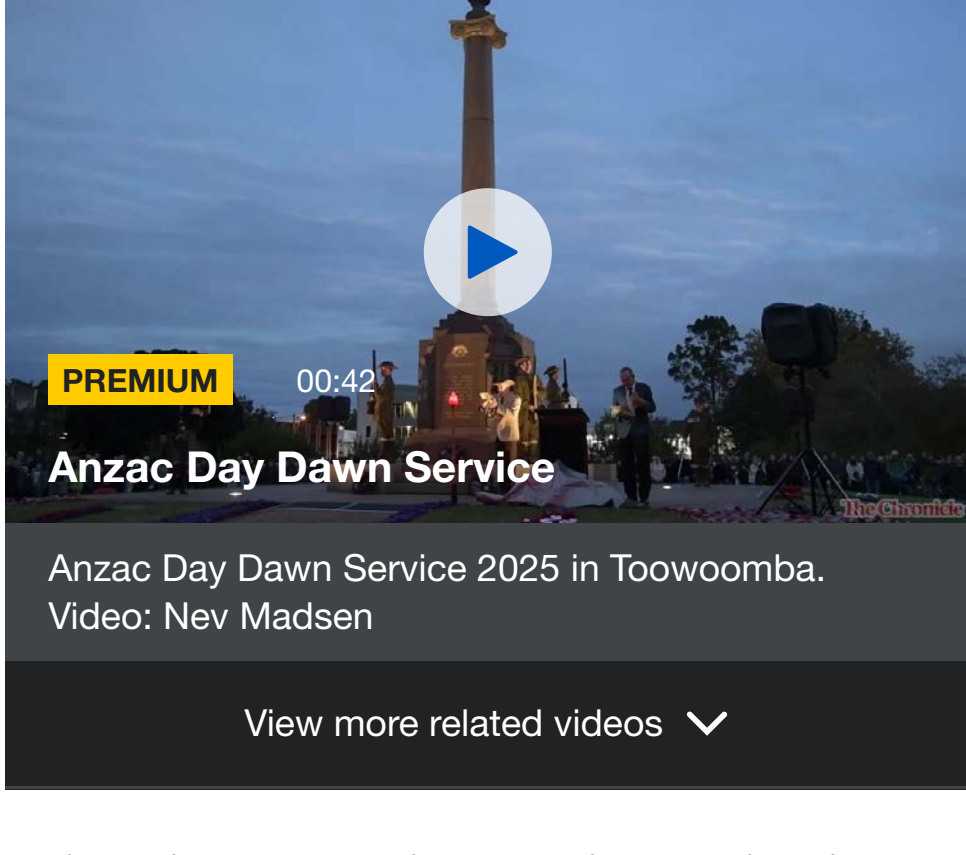 PREMIUM 00:42
Anzac Day Dawn Service
The Chronicle
Anzac Day Dawn Service 2025 in Toowoomba.
Video: Nev Madsen
View more related videos